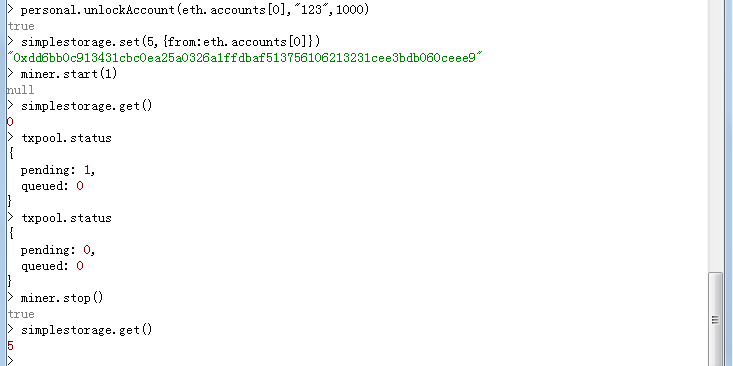 > personal.unlockAccount(eth.accounts[0],"123",1000)
true
> simplestorage.set(5,{from:eth.accounts[0]})
"0xdd6bb0c913431cbc0ea25a0326a1ffdbaf513756106213231cee3bdb060ceee9"
> miner.start(1)
null
> simplestorage.get()
0
> txpool.status
{
  pending: 1,
  queued: 0
}
> txpool.status
{
  pending: 0,
  queued: 0
}
> miner.stop()
true
> simplestorage.get()
5
>